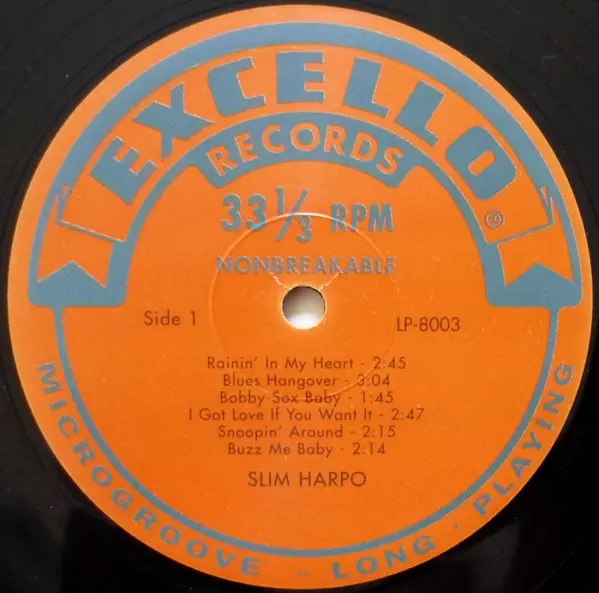 EXCELLO
RECORDS
®
33 1/3 RPM
NONBREAKABLE
Side 1
LP-8003
Rainin' In My Heart - 2:45
Blues Hangover - 3:04
Bobby-Sox Baby - 1:45
I Got Love If You Want It - 2:47
Snoopin' Around - 2:15
Buzz Me Baby - 2:14
SLIM HARPO
MICROGROOVE - LONG - PLAYING